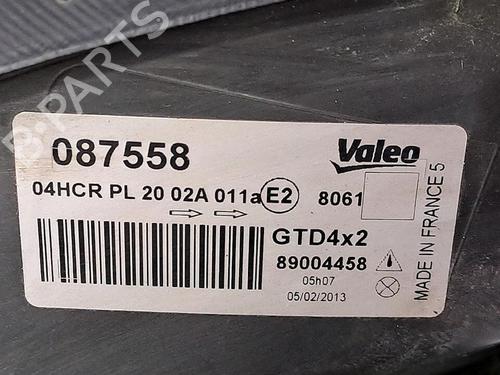 B-PARTS
087558
Valeo
04HCR PL 20 02A 011a E2
8061
GTD4x2
89004458
05h07
05/02/2013
MADE IN FRANCE 5